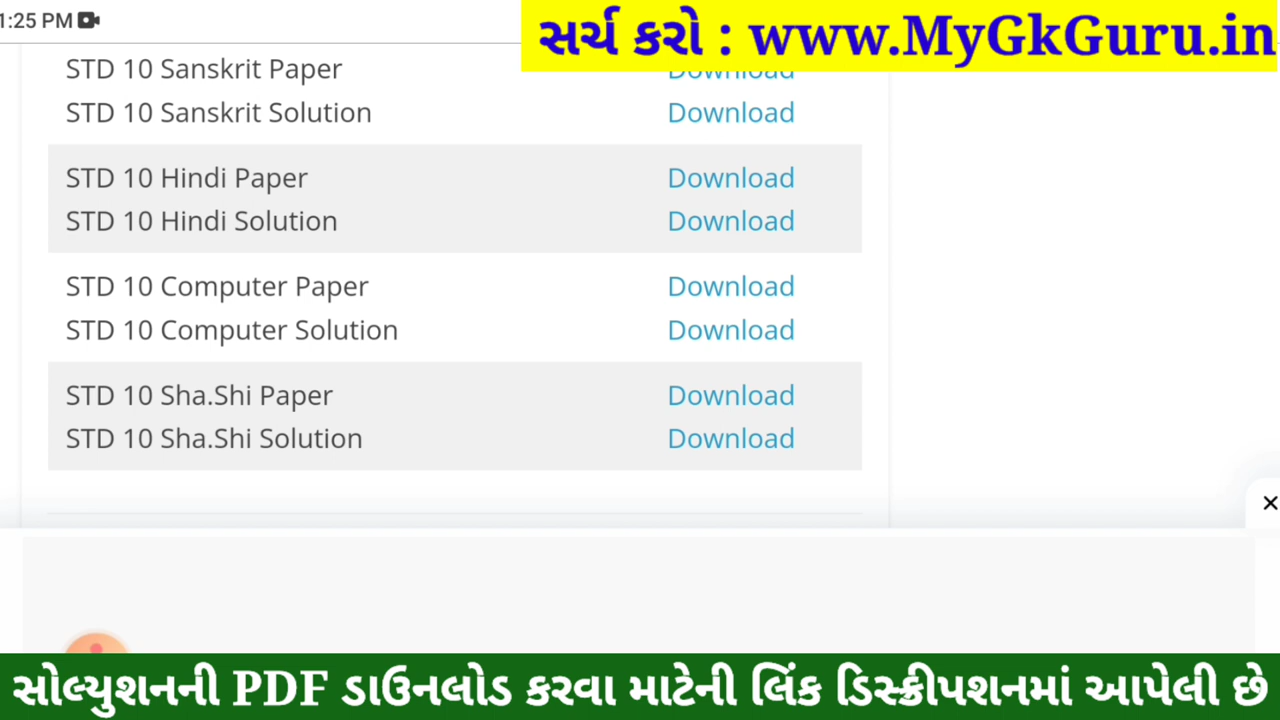 1:25 PM
સર્ચ કરો : www.MyGkGuru.in
STD 10 Sanskrit Paper Download
STD 10 Sanskrit Solution Download
STD 10 Hindi Paper Download
STD 10 Hindi Solution Download
STD 10 Computer Paper Download
STD 10 Computer Solution Download
STD 10 Sha.Shi Paper Download
STD 10 Sha.Shi Solution Download
સોલ્યુશનની PDF ડાઉનલોડ કરવા માટેની લિંક ડિસ્ક્રીપશનમાં આપેલી છે